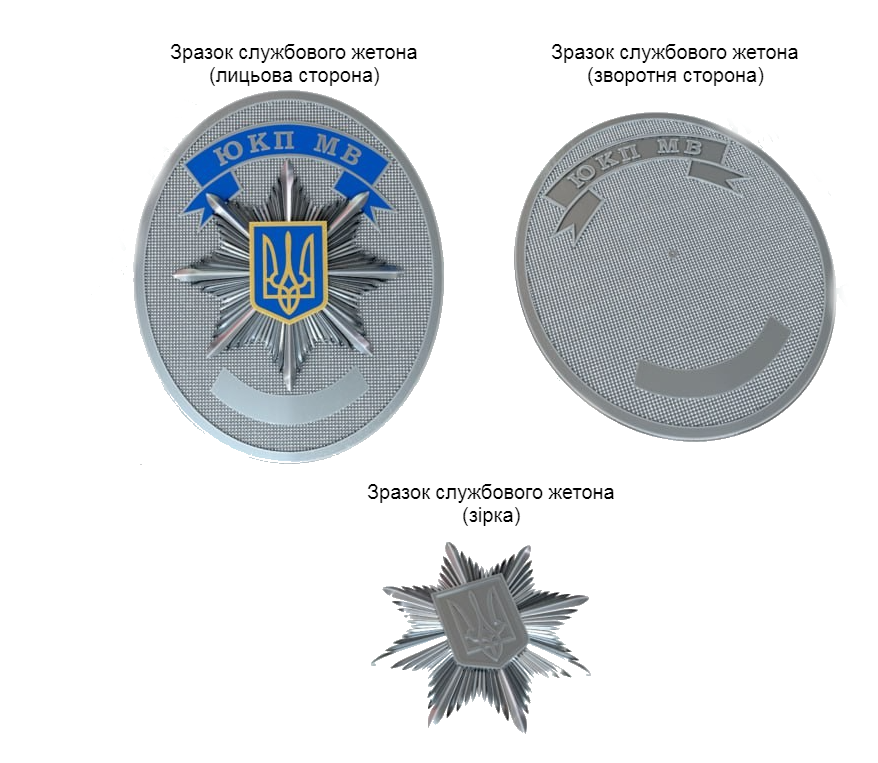 Зразок службового жетона
(лицьова сторона)
ЮКП МВ
Зразок службового жетона
(зворотня сторона)
ЮКП МВ
Зразок службового жетона
(зірка)